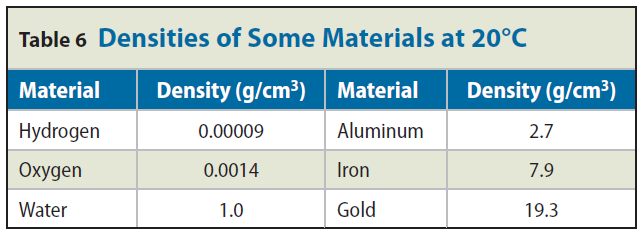 Table 6 Densities of Some Materials at 20°C
Material Density (g/cm³) Material Density (g/cm³)
Hydrogen 0.00009 Aluminum 2.7
Oxygen 0.0014 Iron 7.9
Water 1.0 Gold 19.3